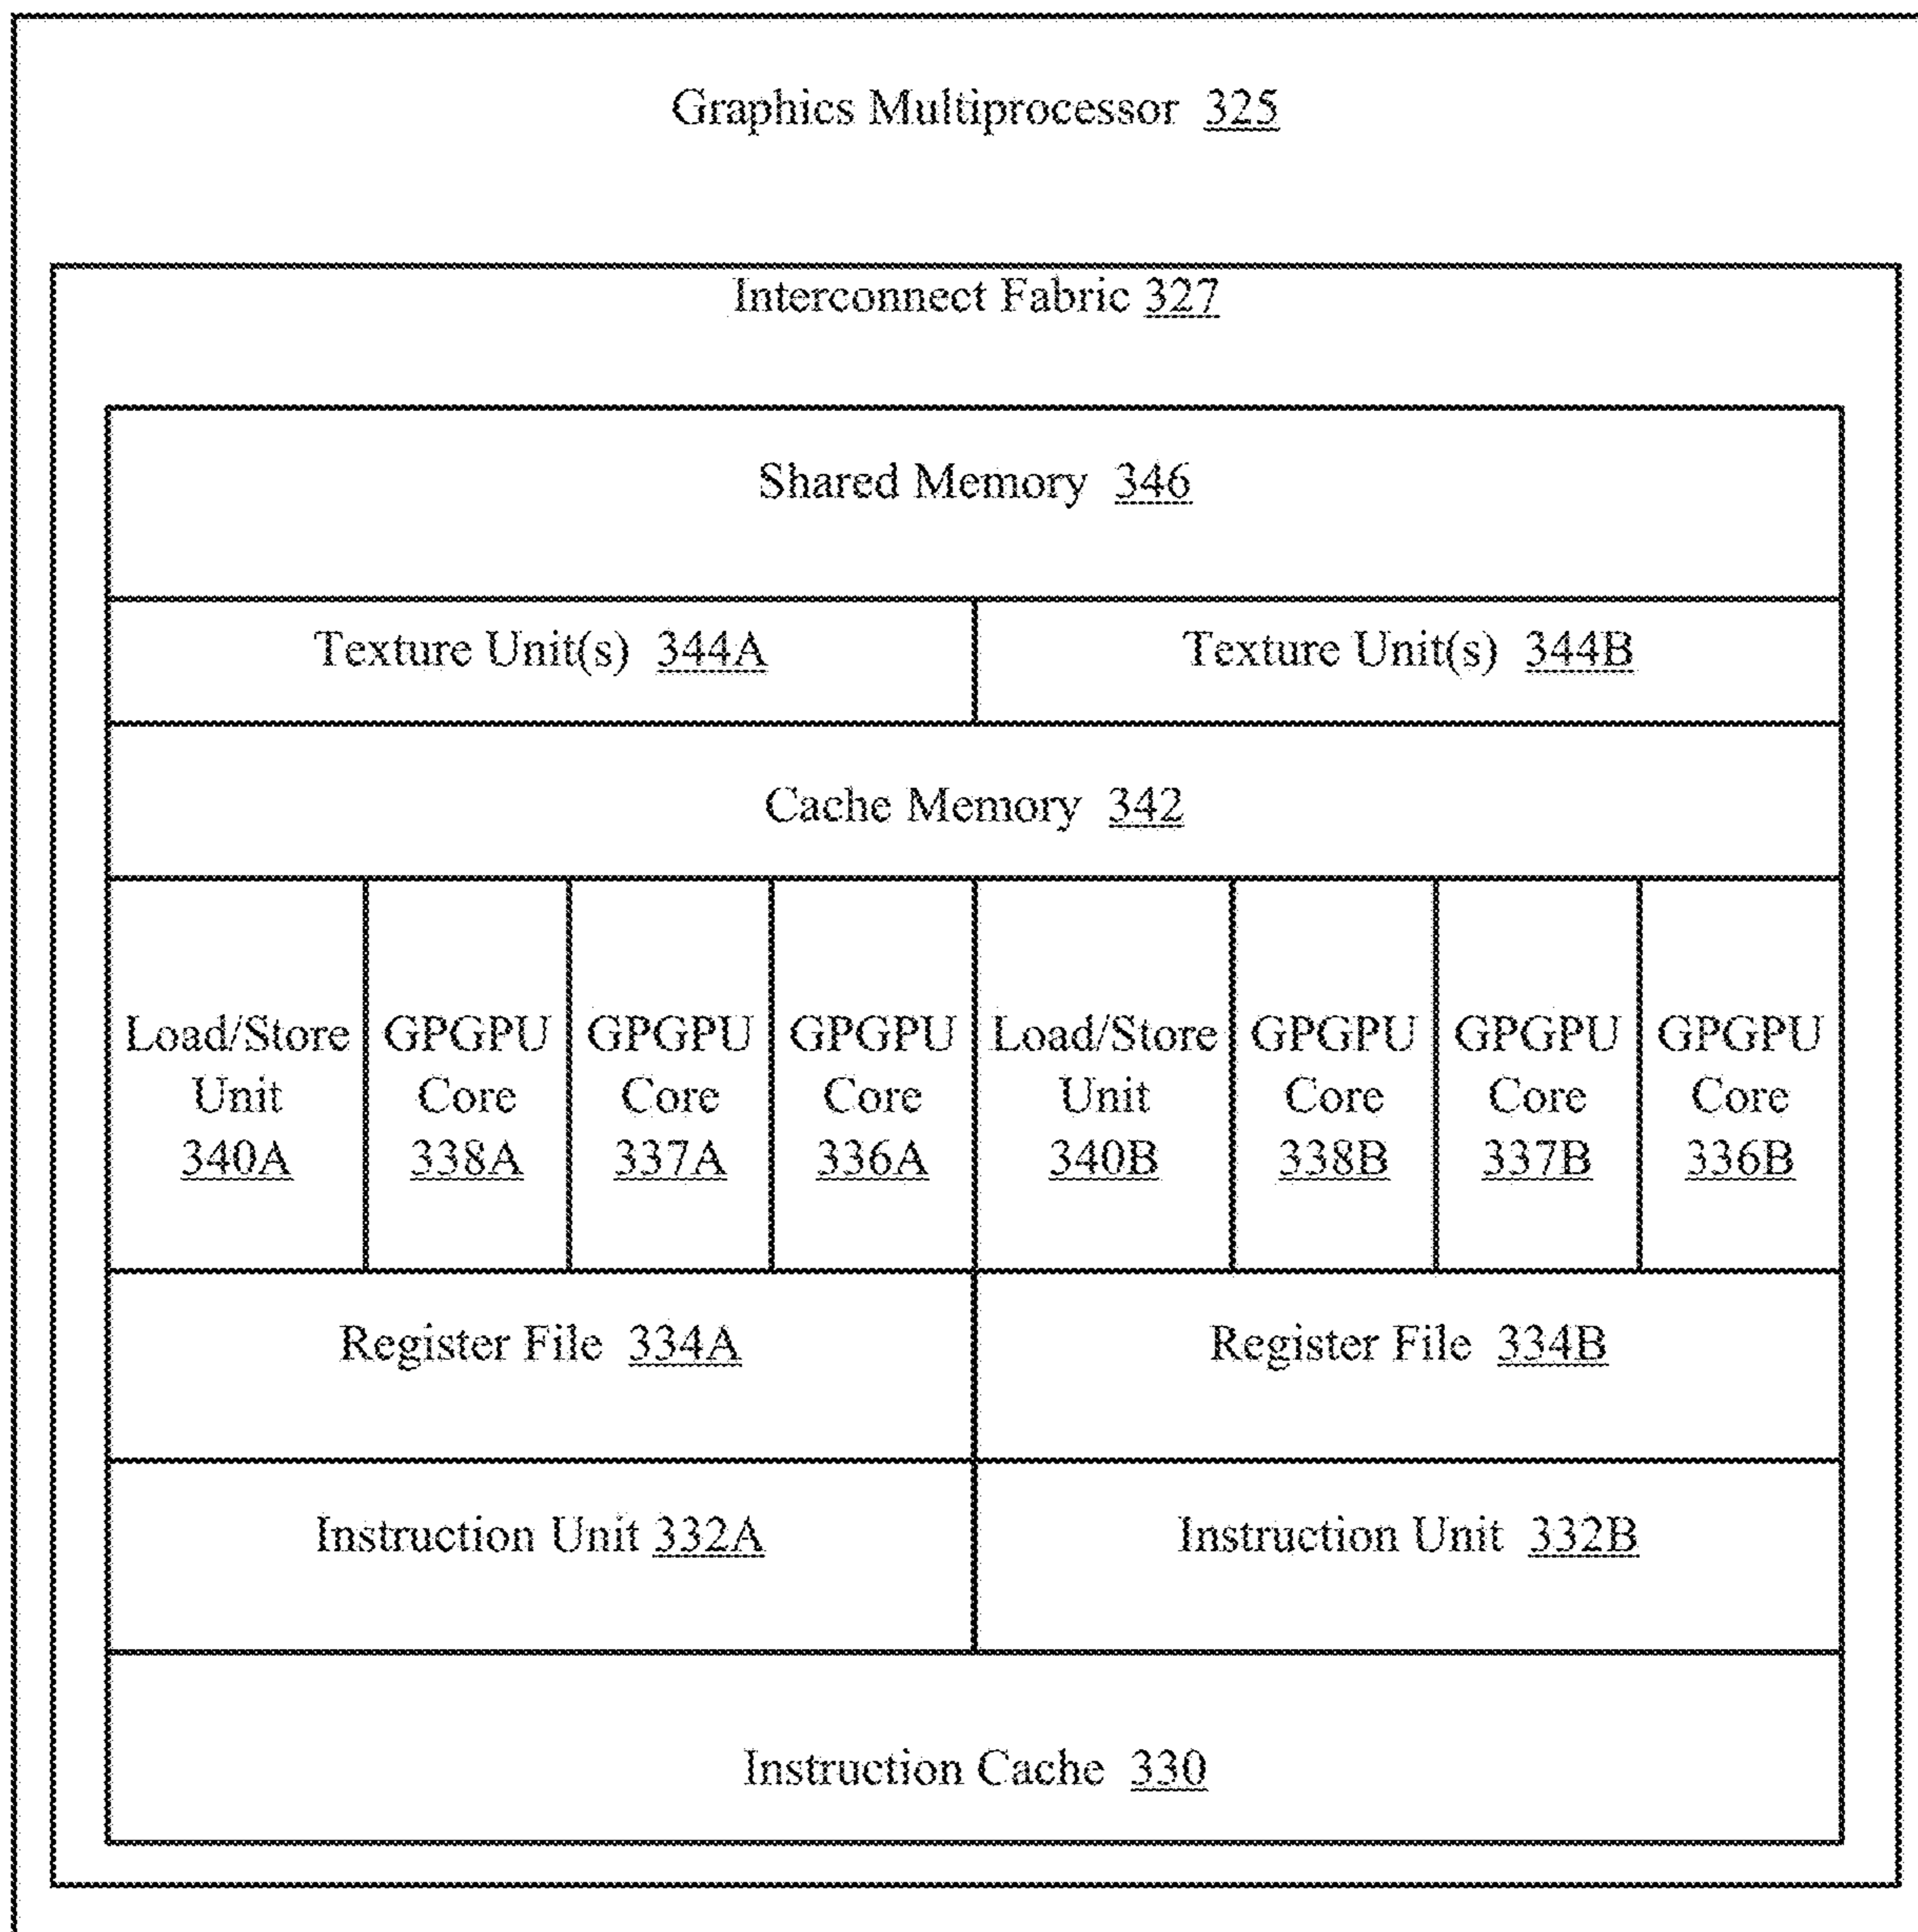 Graphics Multiprocessor 325
Interconnect Fabric 327
Shared Memory 346
Texture Unit(s) 344A
Texture Unit(s) 344B
Cache Memory 342
Load/Store
Unit
340A
GPGPU
Core
338A
GPGPU
Core
337A
GPGPU
Core
336A
Load/Store
Unit
340B
GPGPU
Core
338B
GPGPU
Core
337B
GPGPU
Core
336B
Register File 334A
Register File 334B
Instruction Unit 332A
Instruction Unit 332B
Instruction Cache 330